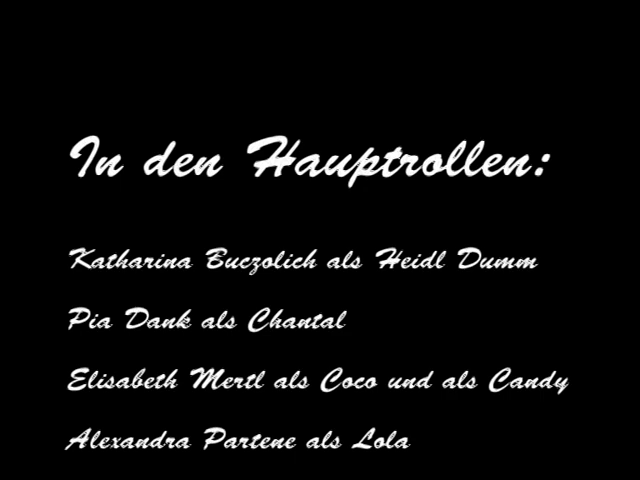 In den Hauptrollen:
Katharina Buczolich als Heidl Dumm
Pia Dank als Chantal
Elisabeth Mertl als Coco und als Candy
Alexandra Partene als Lola